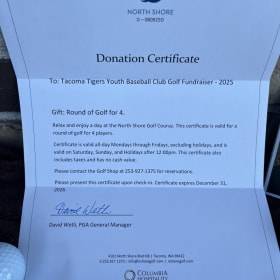 NORTH SHORE
Donation Certificate
To: Tacoma Tigers Youth Baseball Club Golf Fundraiser - 2025
Gift: Round of Golf for 4.
Relax and enjoy a day at the North Shore Golf Course. This certificate is valid for a
round of golf for 4 players.
Certificate is valid all-day Mondays through Fridays, excluding holidays, and is
valid on Saturday, Sunday, and Holidays after 12:00pm. This certificate also
includes taxes and has no cash value.
Please contact the Golf Shop at 253-927-1375 for reservations.
Please present this certificate upon check-in. Certificate expires December 31,
2026.
David Wetli, PGA General Manager
COLUMBIA
HOSPITALITY